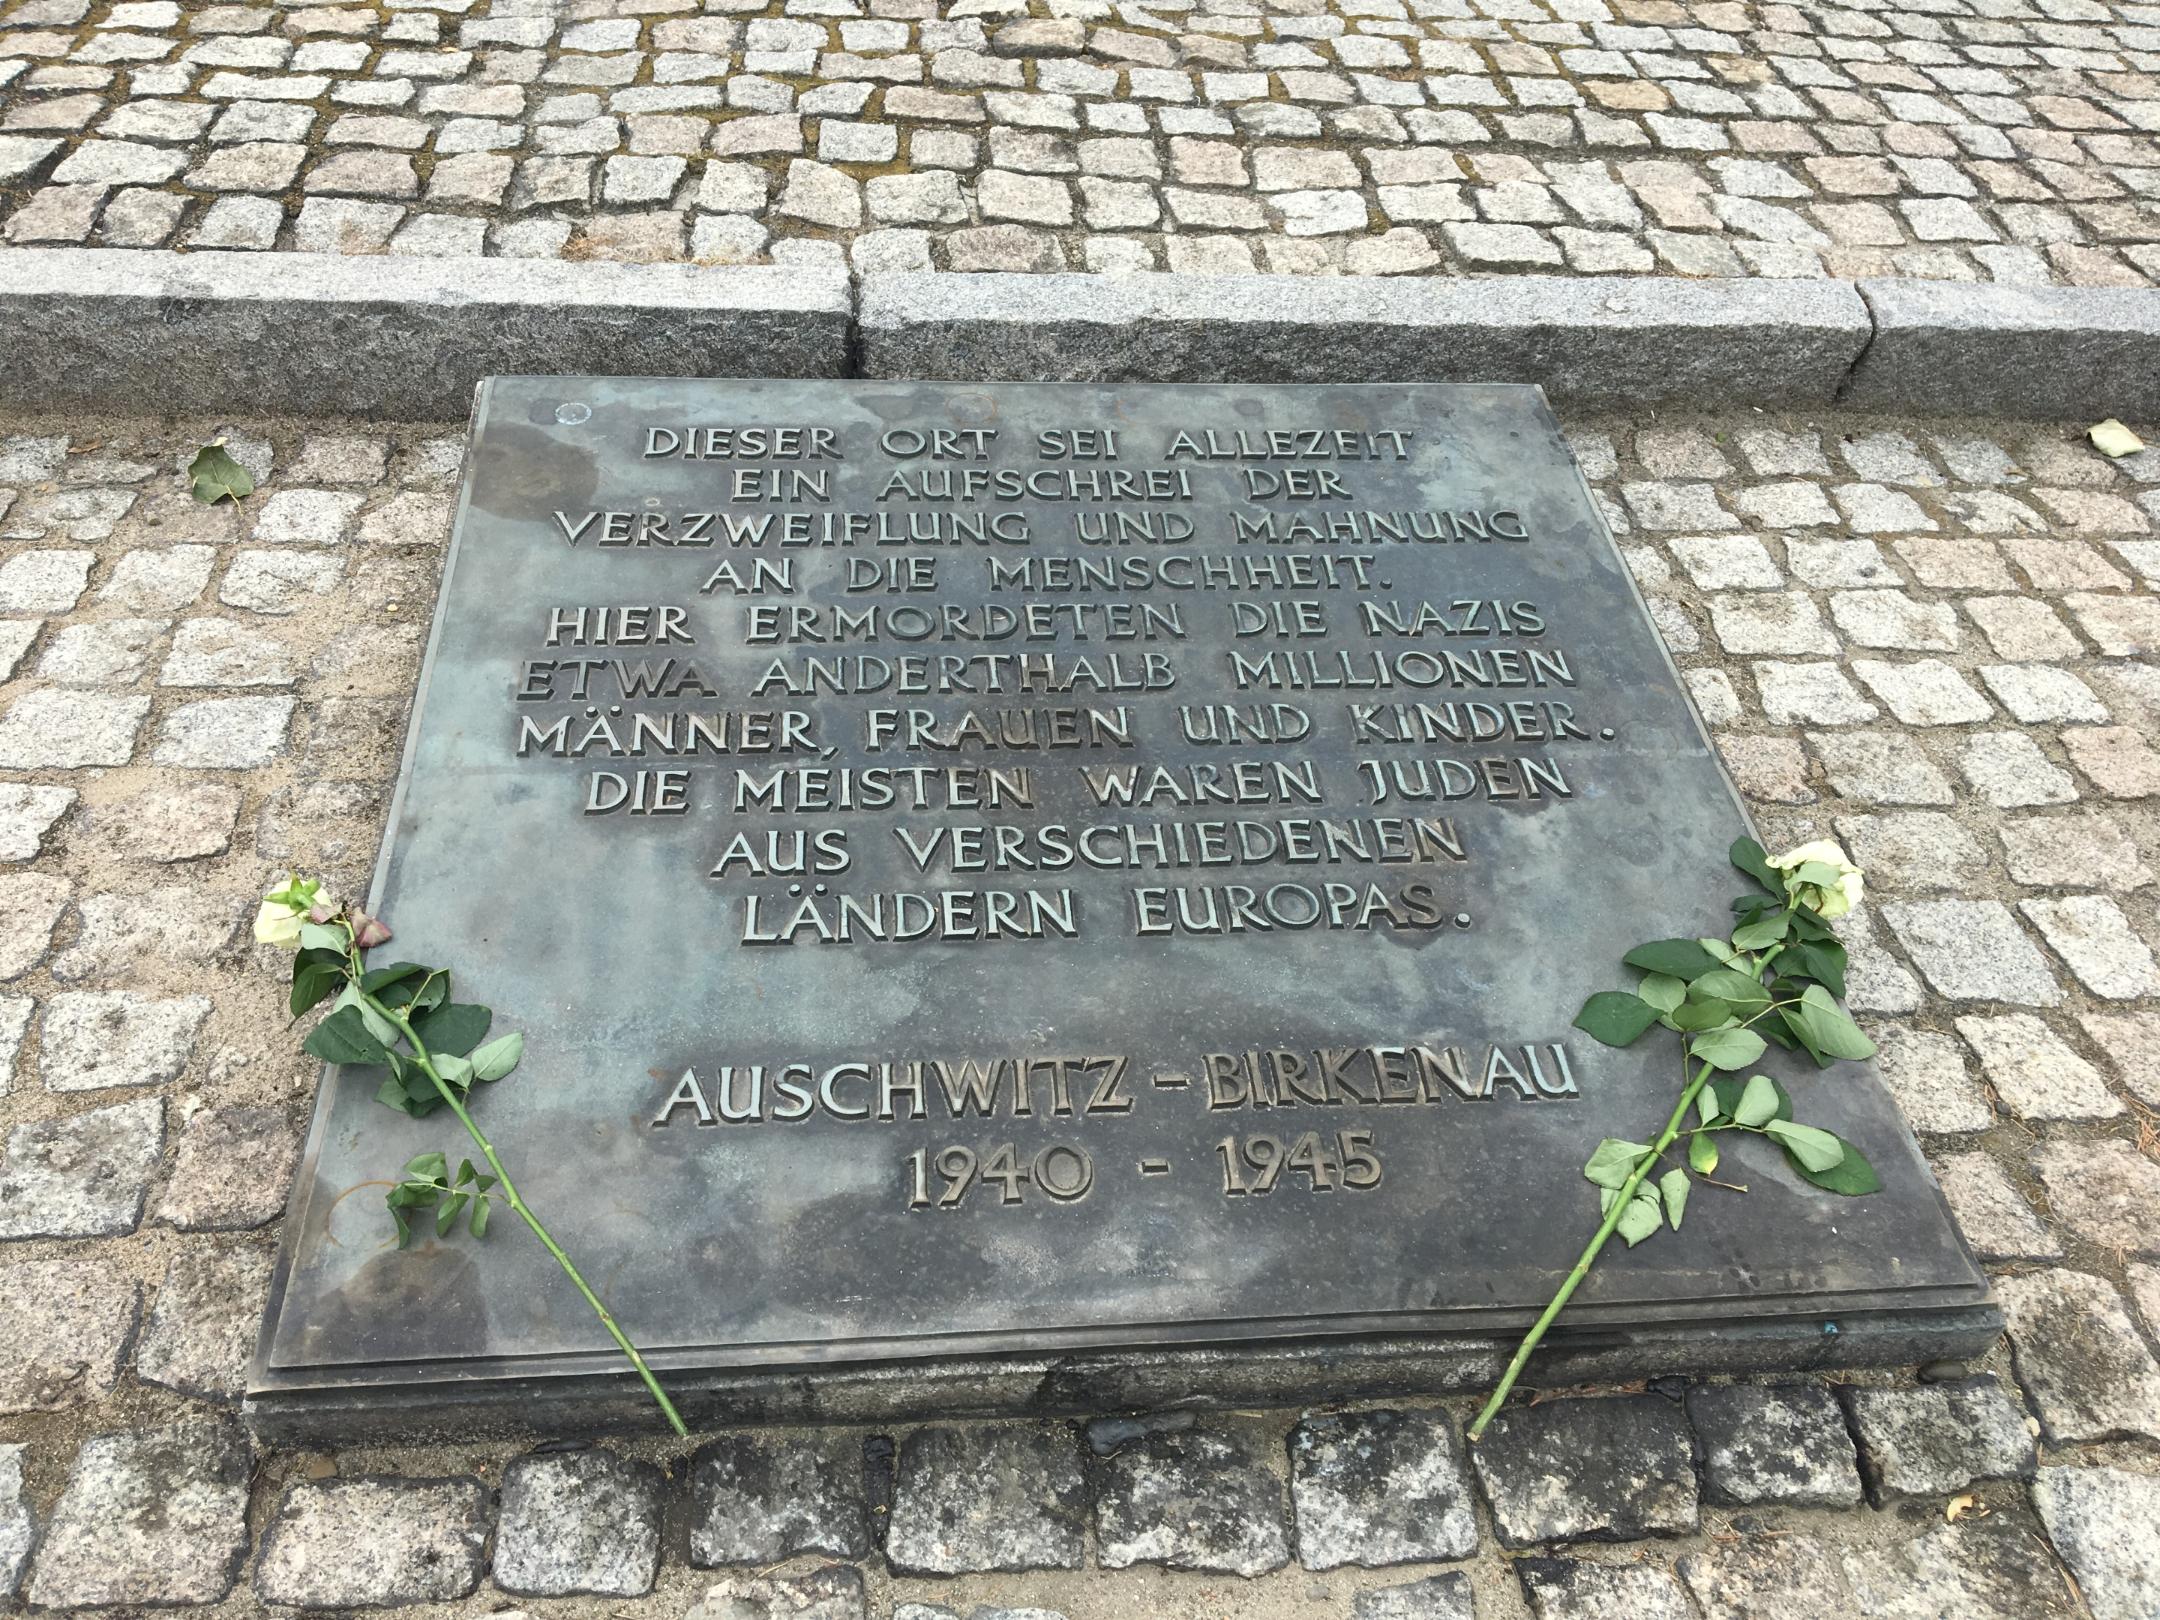 DIESER ORT SEI ALLEZEIT
EIN AUFSCHREI DER
VERZWEIFLUNG UND MAHNUNG
AN DIE MENSCHHEIT.
HIER ERMORDETEN DIE NAZIS
ETWA ANDERTHALB MILLIONEN
MÄNNER, FRAUEN UND KINDER.
DIE MEISTEN WAREN JUDEN
AUS VERSCHIEDENEN
LÄNDERN EUROPAS.
AUSCHWITZ - BIRKENAU
1940 - 1945